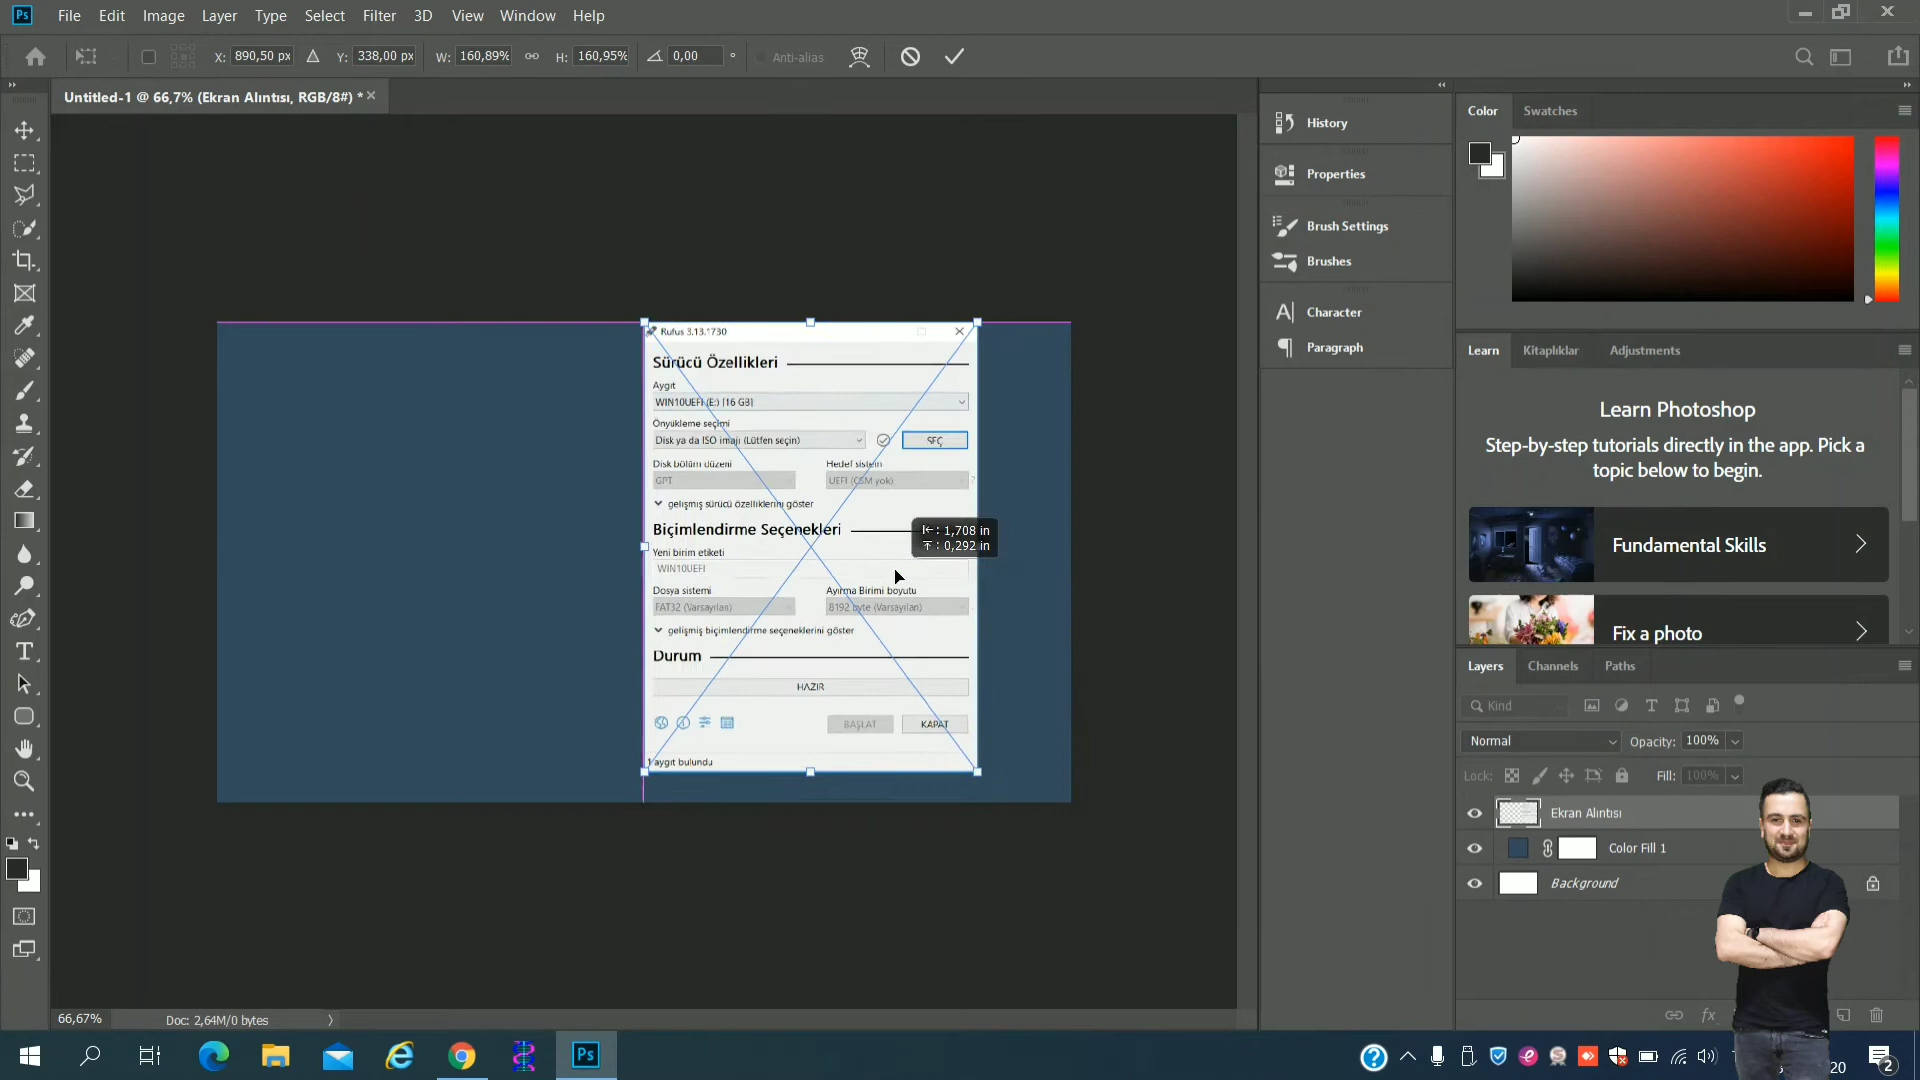 Ps File Edit Image Layer Type Select Filter 3D View Window Help
X: 890,50 px Y: 338,00 px W: 160,89% H: 160,95% 0,00 ° Anti-alias
Untitled-1 @ 66,7% (Ekran Alıntısı, RGB/8#) * ×
Rufus 3.13.1730
Sürücü Özellikleri
Aygıt
WIN10UEFI (E:) [16 GB]
Önyükleme seçimi
Disk ya da ISO imajı (Lütfen seçin) SEÇ
Disk bölüm düzeni Hedef sistem
GPT UEFI (CSM yok) ?
gelişmiş sürücü özelliklerini göster
Biçimlendirme Seçenekleri
Yeni birim etiketi
WIN10UEFI
Dosya sistemi Ayırma Birimi boyutu
FAT32 (Varsayılan) 8192 byte (Varsayılan)
gelişmiş biçimlendirme seçeneklerini göster
Durum
HAZIR
BAŞLAT KAPAT
1 aygıt bulundu
: 1,708 in
: 0,292 in
66,67% Doc: 2,64M/0 bytes
History
Properties
Brush Settings
Brushes
Character
Paragraph
Color Swatches
Learn Kitaplıklar Adjustments
Learn Photoshop
Step-by-step tutorials directly in the app. Pick a
topic below to begin.
Fundamental Skills
Fix a photo
Layers Channels Paths
Kind
Normal Opacity: 100%
Lock: Fill: 100%
Ekran Alıntısı
Color Fill 1
Background
fx
Ps
20
2